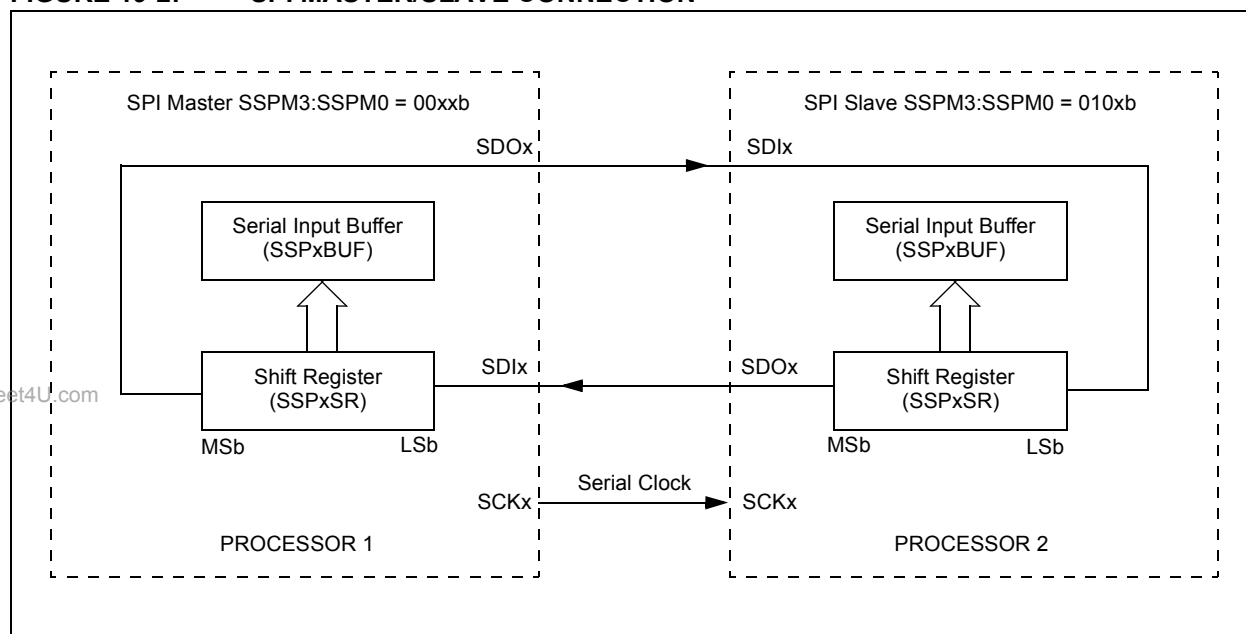 SPI Master SSPM3:SSPM0 = 00xxb
SDOx
Serial Input Buffer
(SSPxBUF)
Shift Register
(SSPxSR)
MSb
LSb
SDIx
SCKx
PROCESSOR 1
Serial Clock
SPI Slave SSPM3:SSPM0 = 010xb
SDIx
Serial Input Buffer
(SSPxBUF)
SDOx
Shift Register
(SSPxSR)
MSb
LSb
SCKx
PROCESSOR 2
eet4U.com